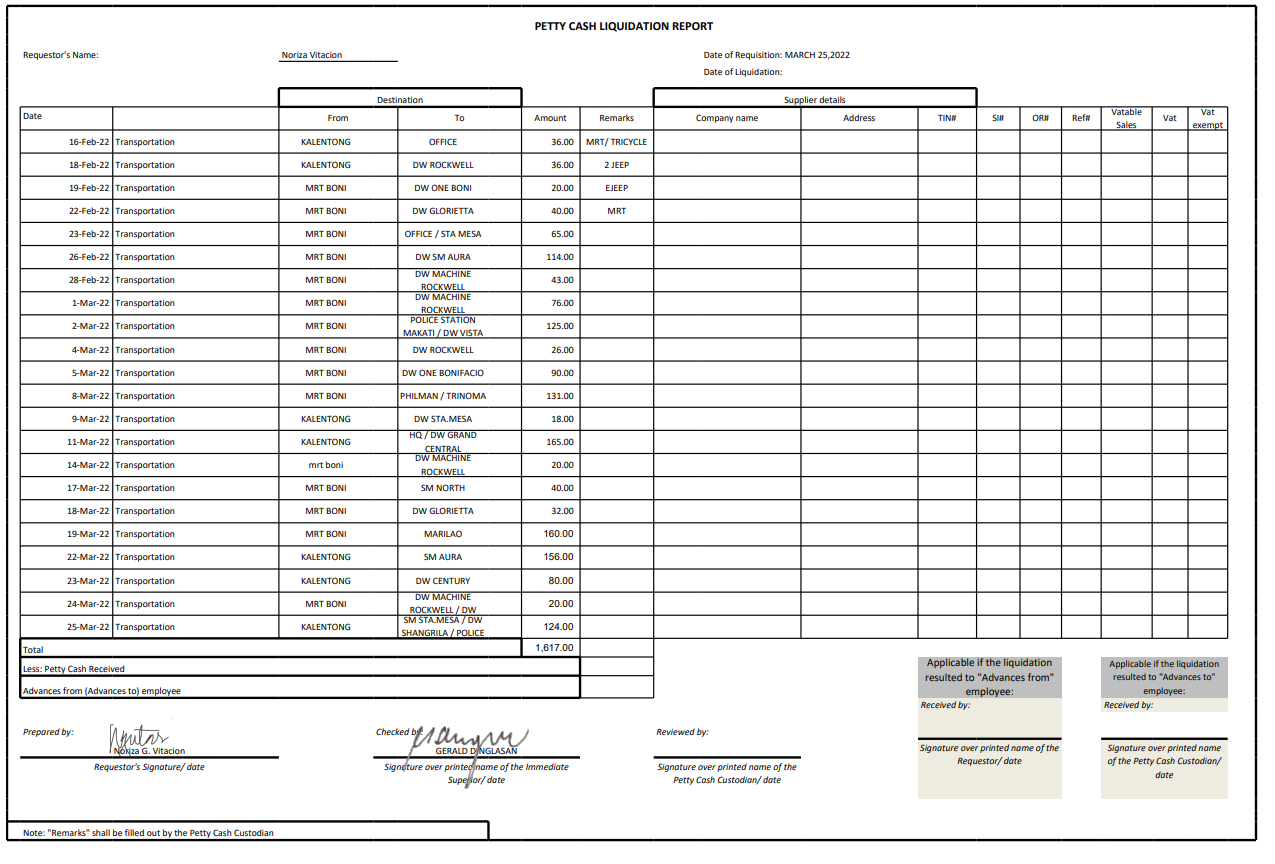 PETTY CASH LIQUIDATION REPORT
Requestor's Name: Noriza Vitacion Date of Requisition: MARCH 25,2022
Date of Liquidation:
Destination Supplier details
Date From To Amount Remarks Company name Address TIN# SI# OR# Ref# Vatable Sales Vat Vat exempt
16-Feb-22 Transportation KALENTONG OFFICE 36.00 MRT/ TRICYCLE
18-Feb-22 Transportation KALENTONG DW ROCKWELL 36.00 2 JEEP
19-Feb-22 Transportation MRT BONI DW ONE BONI 20.00 EJEEP
22-Feb-22 Transportation MRT BONI DW GLORIETTA 40.00 MRT
23-Feb-22 Transportation MRT BONI OFFICE / STA MESA 65.00
26-Feb-22 Transportation MRT BONI DW SM AURA 114.00
28-Feb-22 Transportation MRT BONI DW MACHINE ROCKWELL 43.00
1-Mar-22 Transportation MRT BONI DW MACHINE ROCKWELL 76.00
2-Mar-22 Transportation MRT BONI POLICE STATION MAKATI / DW VISTA 125.00
4-Mar-22 Transportation MRT BONI DW ROCKWELL 26.00
5-Mar-22 Transportation MRT BONI DW ONE BONIFACIO 90.00
8-Mar-22 Transportation MRT BONI PHILMAN / TRINOMA 131.00
9-Mar-22 Transportation KALENTONG DW STA.MESA 18.00
11-Mar-22 Transportation KALENTONG HQ / DW GRAND CENTRAL 165.00
14-Mar-22 Transportation mrt boni DW MACHINE ROCKWELL 20.00
17-Mar-22 Transportation MRT BONI SM NORTH 40.00
18-Mar-22 Transportation MRT BONI DW GLORIETTA 32.00
19-Mar-22 Transportation MRT BONI MARILAO 160.00
22-Mar-22 Transportation KALENTONG SM AURA 156.00
23-Mar-22 Transportation KALENTONG DW CENTURY 80.00
24-Mar-22 Transportation MRT BONI DW MACHINE ROCKWELL / DW 20.00
25-Mar-22 Transportation KALENTONG SM STA.MESA / DW SHANGRILA / POLICE 124.00
Total 1,617.00
Less: Petty Cash Received
Advances from (Advances to) employee
Applicable if the liquidation resulted to "Advances from" employee:
Received by:
Signature over printed name of the Requestor/ date
Applicable if the liquidation resulted to "Advances to" employee:
Received by:
Signature over printed name of the Petty Cash Custodian/ date
Prepared by:
Noriza G. Vitacion
Requestor's Signature/ date
Checked by:
GERALD DINGLASAN
Signature over printed name of the Immediate Superior/ date
Reviewed by:
Signature over printed name of the Petty Cash Custodian/ date
Note: "Remarks" shall be filled out by the Petty Cash Custodian